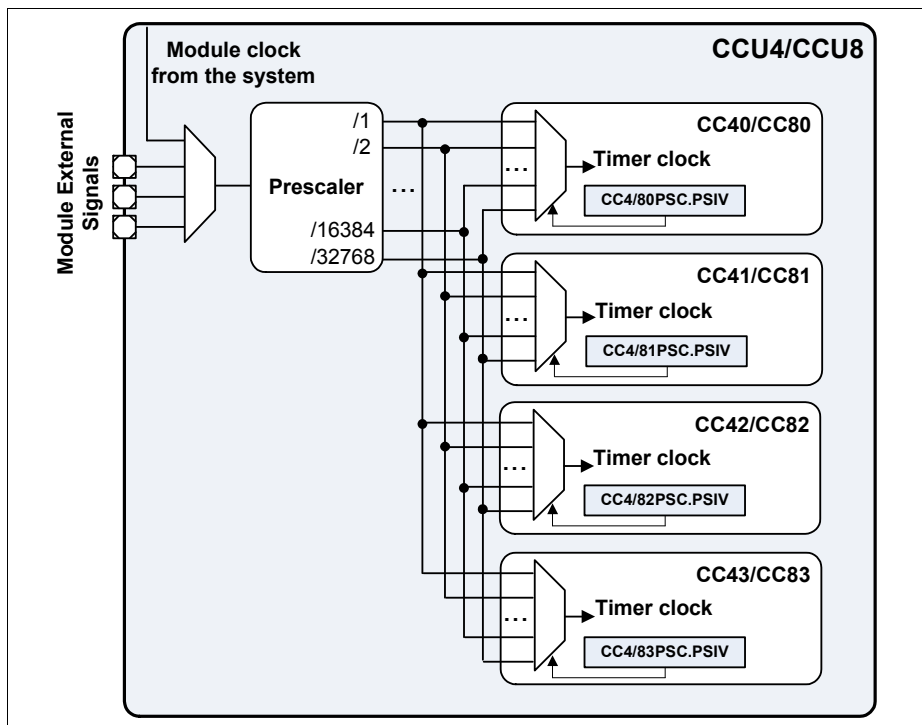 CCU4/CCU8
Module clock
from the system
Module External
Signals
Prescaler
/1
/2
...
/16384
/32768
CC40/CC80
...
Timer clock
CC4/80PSC.PSIV
CC41/CC81
...
Timer clock
CC4/81PSC.PSIV
CC42/CC82
...
Timer clock
CC4/82PSC.PSIV
CC43/CC83
...
Timer clock
CC4/83PSC.PSIV